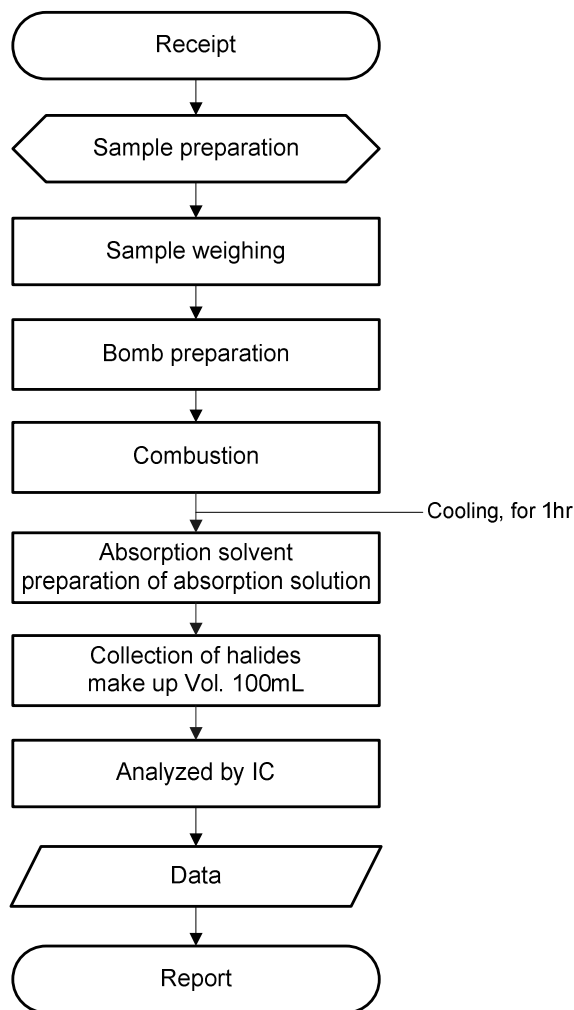 Receipt
Sample preparation
Sample weighing
Bomb preparation
Combustion
Cooling, for 1hr
Absorption solvent
preparation of absorption solution
Collection of halides
make up Vol. 100mL
Analyzed by IC
Data
Report